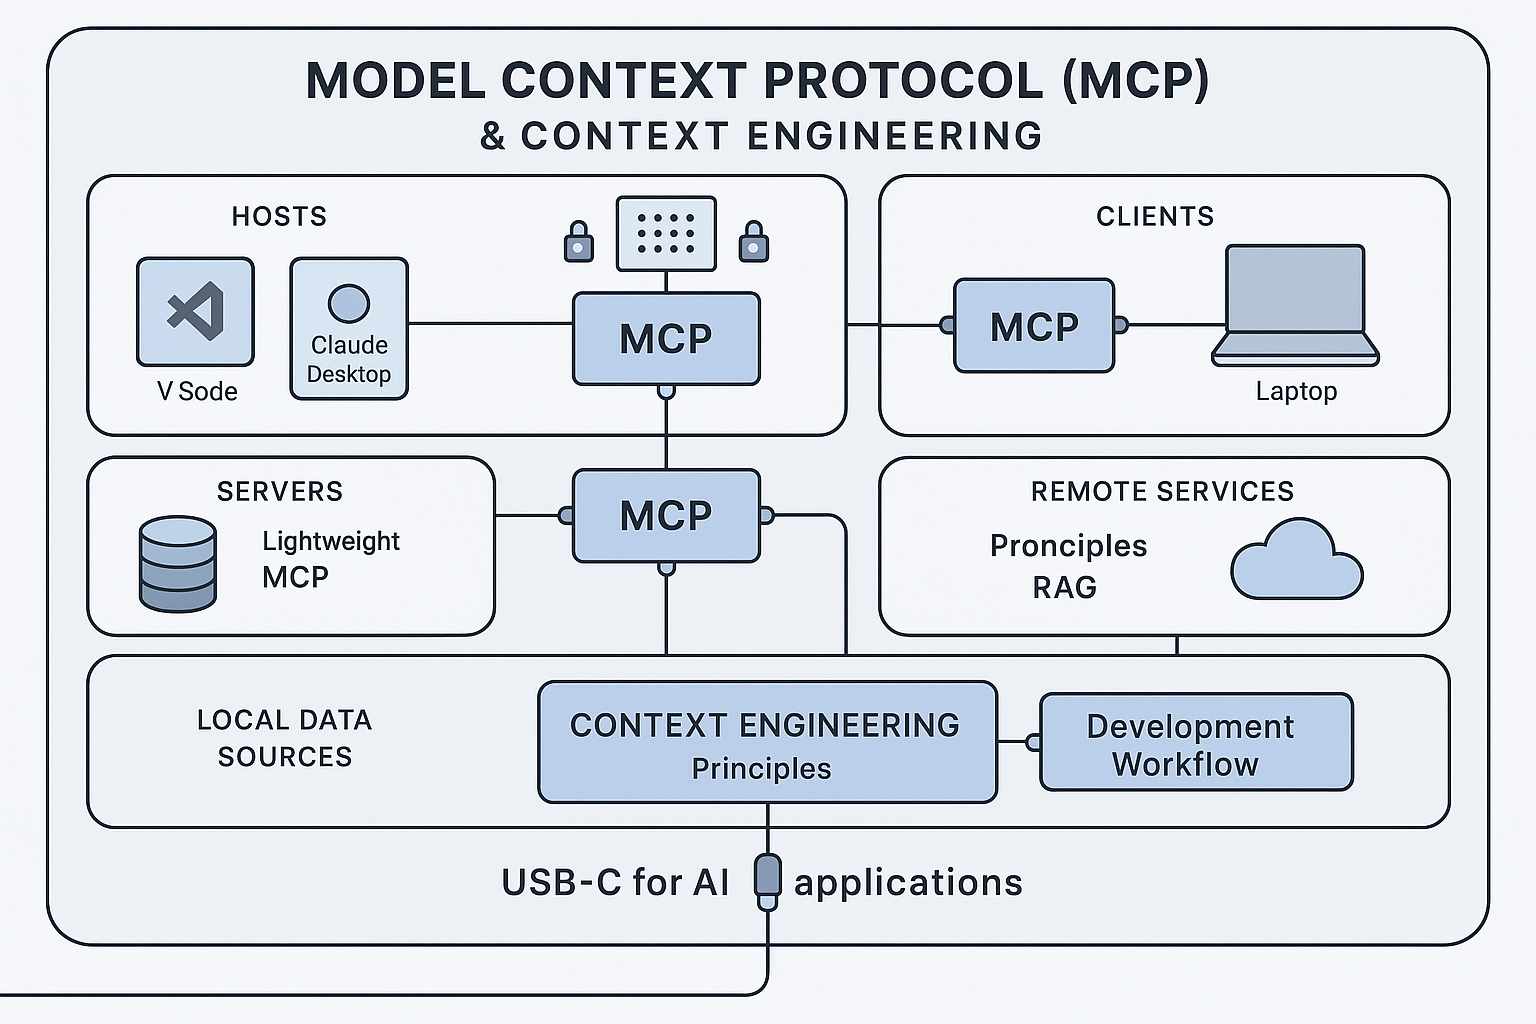 MODEL CONTEXT PROTOCOL (MCP)
& CONTEXT ENGINEERING
HOSTS
V Sode
Claude
Desktop
MCP
CLIENTS
MCP
Laptop
SERVERS
Lightweight
MCP
MCP
REMOTE SERVICES
Pronciples
RAG
LOCAL DATA
SOURCES
CONTEXT ENGINEERING
Principles
Development
Workflow
USB-C for AI applications